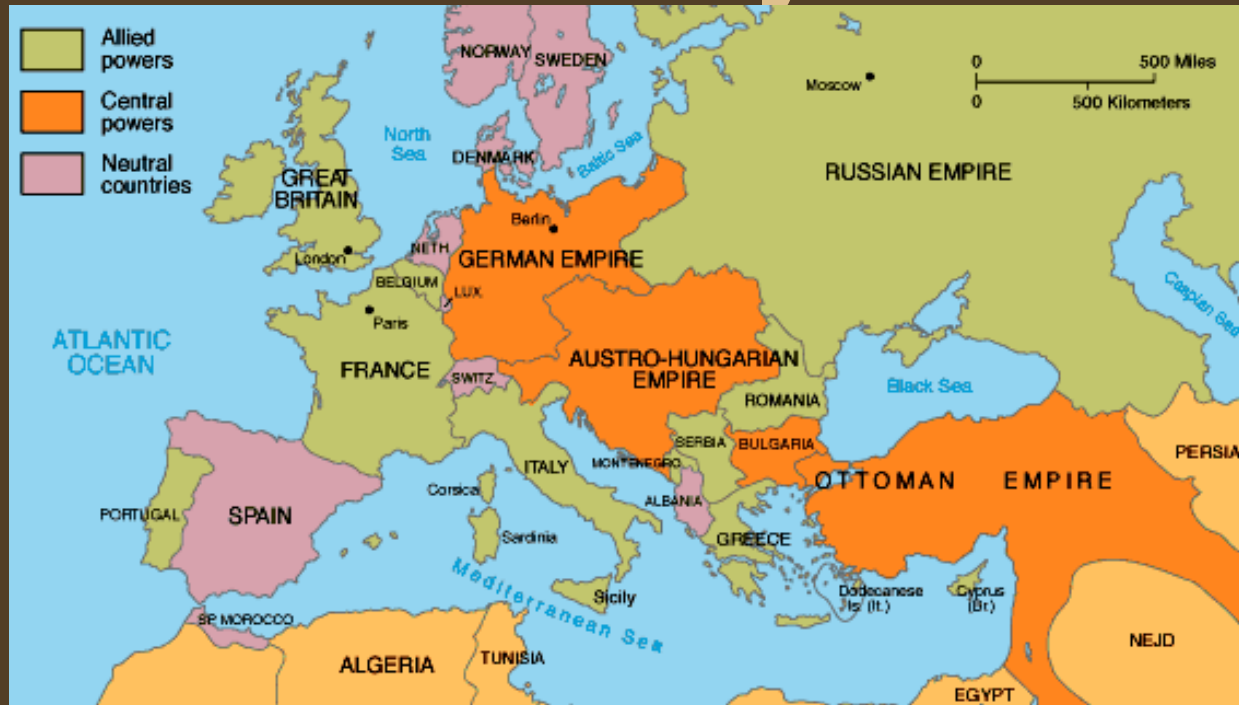 Allied
powers
Central
powers
Neutral
countries
0 500 Miles
0 500 Kilometers
NORWAY
SWEDEN
Moscow
North
Sea
DENMARK
Baltic Sea
RUSSIAN EMPIRE
GREAT
BRITAIN
Berlin
London
NETH
GERMAN EMPIRE
BELGIUM
LUX
Caspian Sea
Paris
ATLANTIC
OCEAN
FRANCE
SWITZ
AUSTRO-HUNGARIAN
EMPIRE
ROMANIA
Black Sea
SERBIA
BULGARIA
PERSIA
ITALY
MONTENEGRO
OTTOMAN EMPIRE
Corsica
ALBANIA
PORTUGAL
SPAIN
Sardinia
GREECE
Mediterranean Sea
Sicily
Dodecanese
Is. (It.)
Cyprus
(Br.)
SP MOROCCO
ALGERIA
TUNISIA
NEJD
EGYPT